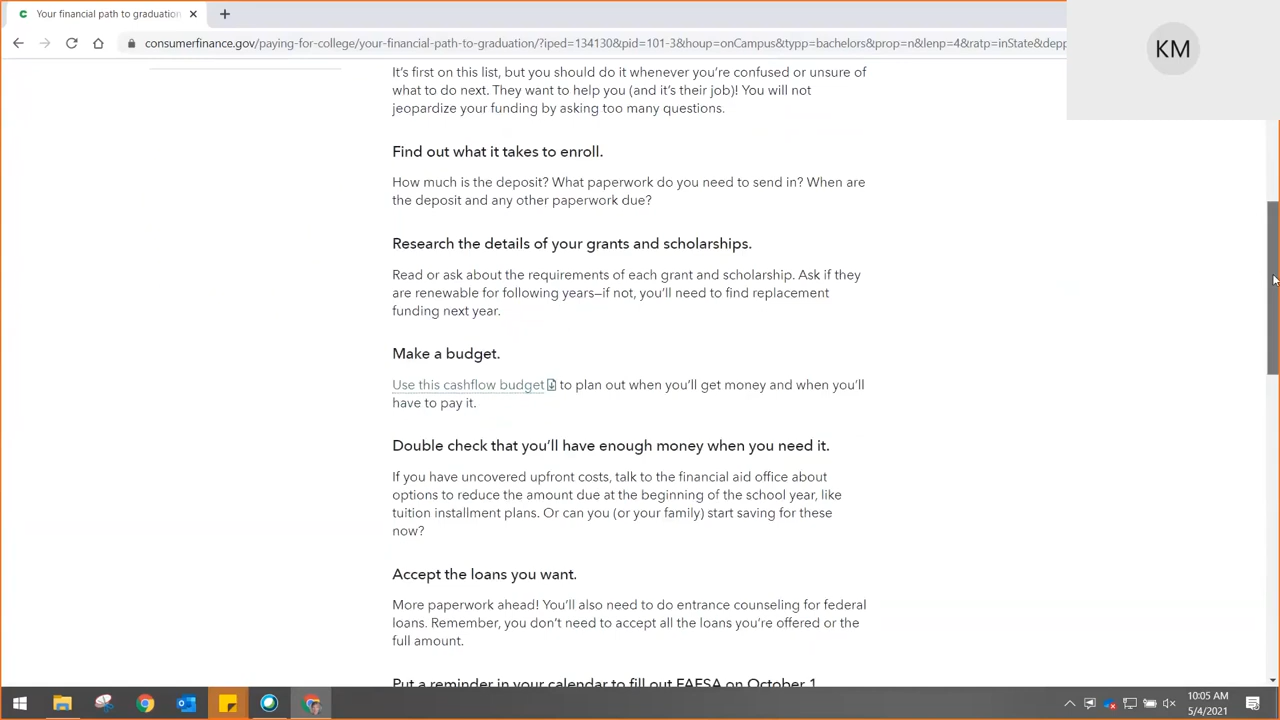 Your financial path to graduation
consumerfinance.gov/paying-for-college/your-financial-path-to-graduation/?iped=134130&pid=101-3&houp=onCampus&typp=bachelors&prop=n&lenp=4&ratp=inState&depp
KM
It's first on this list, but you should do it whenever you're confused or unsure of
what to do next. They want to help you (and it's their job)! You will not
jeopardize your funding by asking too many questions.
Find out what it takes to enroll.
How much is the deposit? What paperwork do you need to send in? When are
the deposit and any other paperwork due?
Research the details of your grants and scholarships.
Read or ask about the requirements of each grant and scholarship. Ask if they
are renewable for following years—if not, you'll need to find replacement
funding next year.
Make a budget.
Use this cashflow budget to plan out when you'll get money and when you'll
have to pay it.
Double check that you'll have enough money when you need it.
If you have uncovered upfront costs, talk to the financial aid office about
options to reduce the amount due at the beginning of the school year, like
tuition installment plans. Or can you (or your family) start saving for these
now?
Accept the loans you want.
More paperwork ahead! You'll also need to do entrance counseling for federal
loans. Remember, you don't need to accept all the loans you're offered or the
full amount.
Put a reminder in your calendar to fill out FAFSA on October 1
10:05 AM
5/4/2021